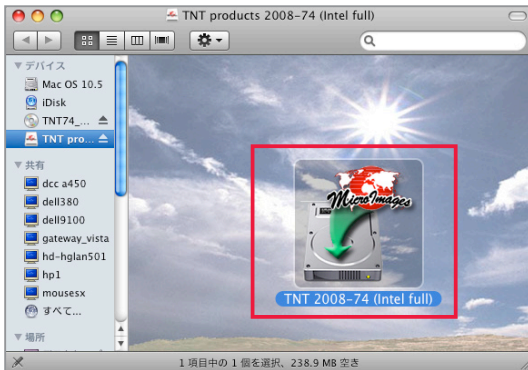 TNT products 2008-74 (Intel full)
デバイス
Mac OS 10.5
iDisk
TNT74_...
TNT pro...
共有
dcc a450
dell380
dell9100
gateway_vista
hd-hglan501
hp1
mousesx
すべて...
場所
MicroImages
TNT 2008-74 (Intel full)
1 項目中の 1 個を選択、238.9 MB 空き